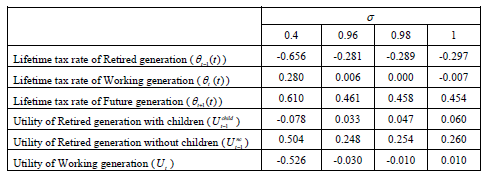 σ
0.4 0.96 0.98 1
Lifetime tax rate of Retired generation ( θₜ₋₁(t) ) -0.656 -0.281 -0.289 -0.297
Lifetime tax rate of Working generation ( θₜ(t) ) 0.280 0.006 0.000 -0.007
Lifetime tax rate of Future generation ( θₜ₊₁(t) ) 0.610 0.461 0.458 0.454
Utility of Retired generation with children ( Uₜ₋₁ᶜʰⁱˡᵈ ) -0.078 0.033 0.047 0.060
Utility of Retired generation without children ( Uₜ₋₁ⁿᶜ ) 0.504 0.248 0.254 0.260
Utility of Working generation ( Uₜ ) -0.526 -0.030 -0.010 0.010